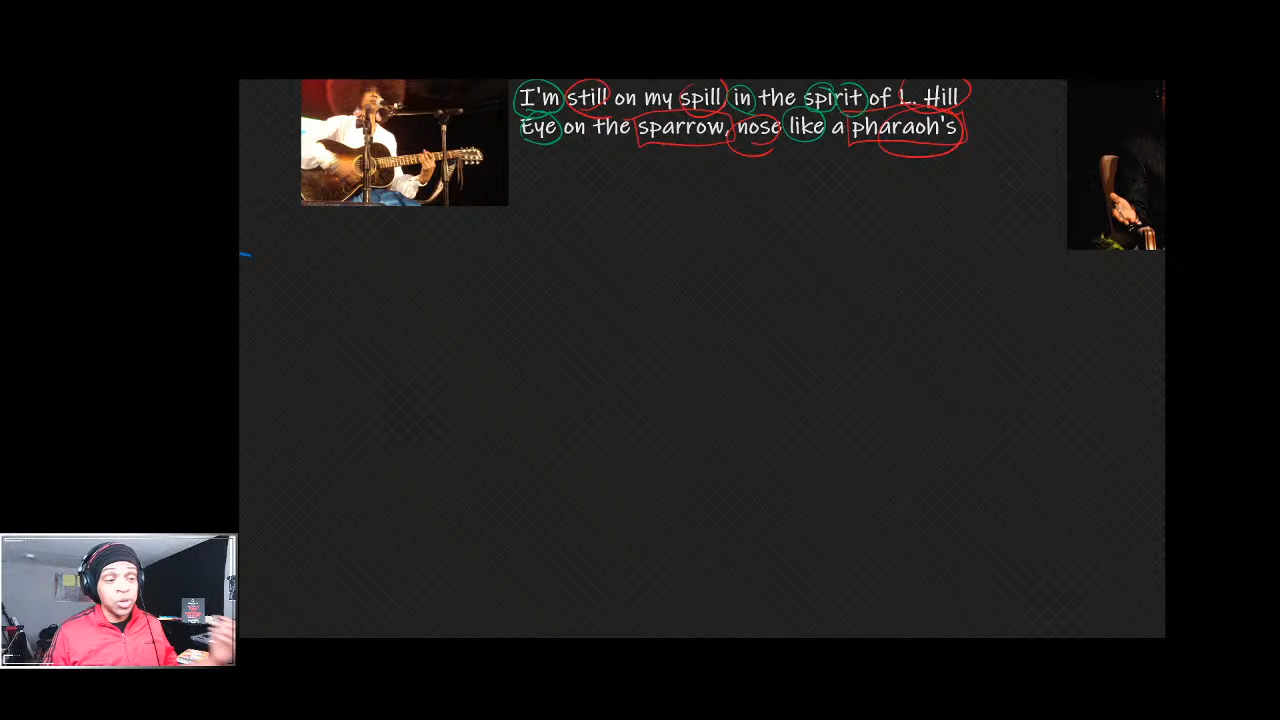 I'm still on my spill in the spirit of L. Hill
Eye on the sparrow, nose like a pharaoh's